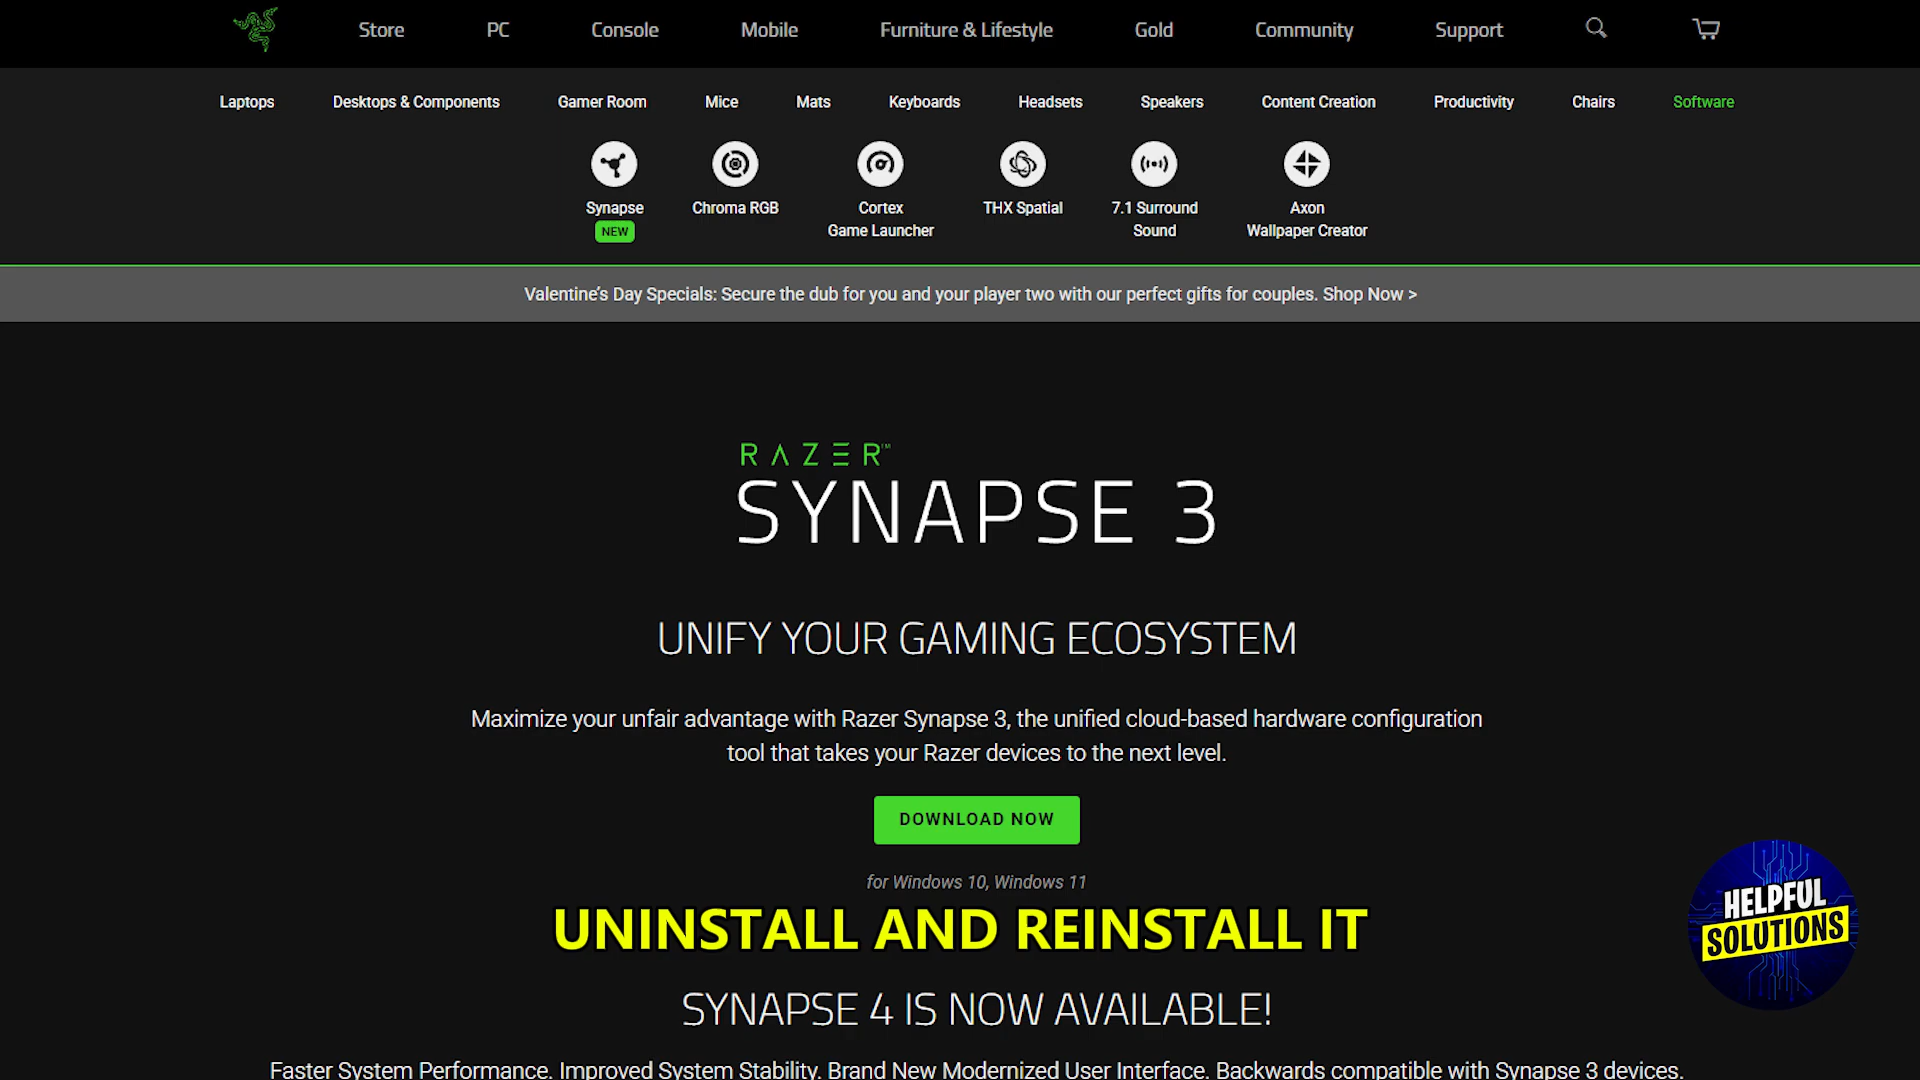 Store PC Console Mobile Furniture & Lifestyle Gold Community Support
Laptops Desktops & Components Gamer Room Mice Mats Keyboards Headsets Speakers Content Creation Productivity Chairs Software
Synapse Chroma RGB Cortex THX Spatial 7.1 Surround Axon
NEW Game Launcher Sound Wallpaper Creator
Valentine's Day Specials: Secure the dub for you and your player two with our perfect gifts for couples. Shop Now >
RAZER™
SYNAPSE 3
UNIFY YOUR GAMING ECOSYSTEM
Maximize your unfair advantage with Razer Synapse 3, the unified cloud-based hardware configuration
tool that takes your Razer devices to the next level.
DOWNLOAD NOW
for Windows 10, Windows 11
UNINSTALL AND REINSTALL IT
HELPFUL
SOLUTIONS
SYNAPSE 4 IS NOW AVAILABLE!
Faster System Performance. Improved System Stability. Brand New Modernized User Interface. Backwards compatible with Synapse 3 devices.